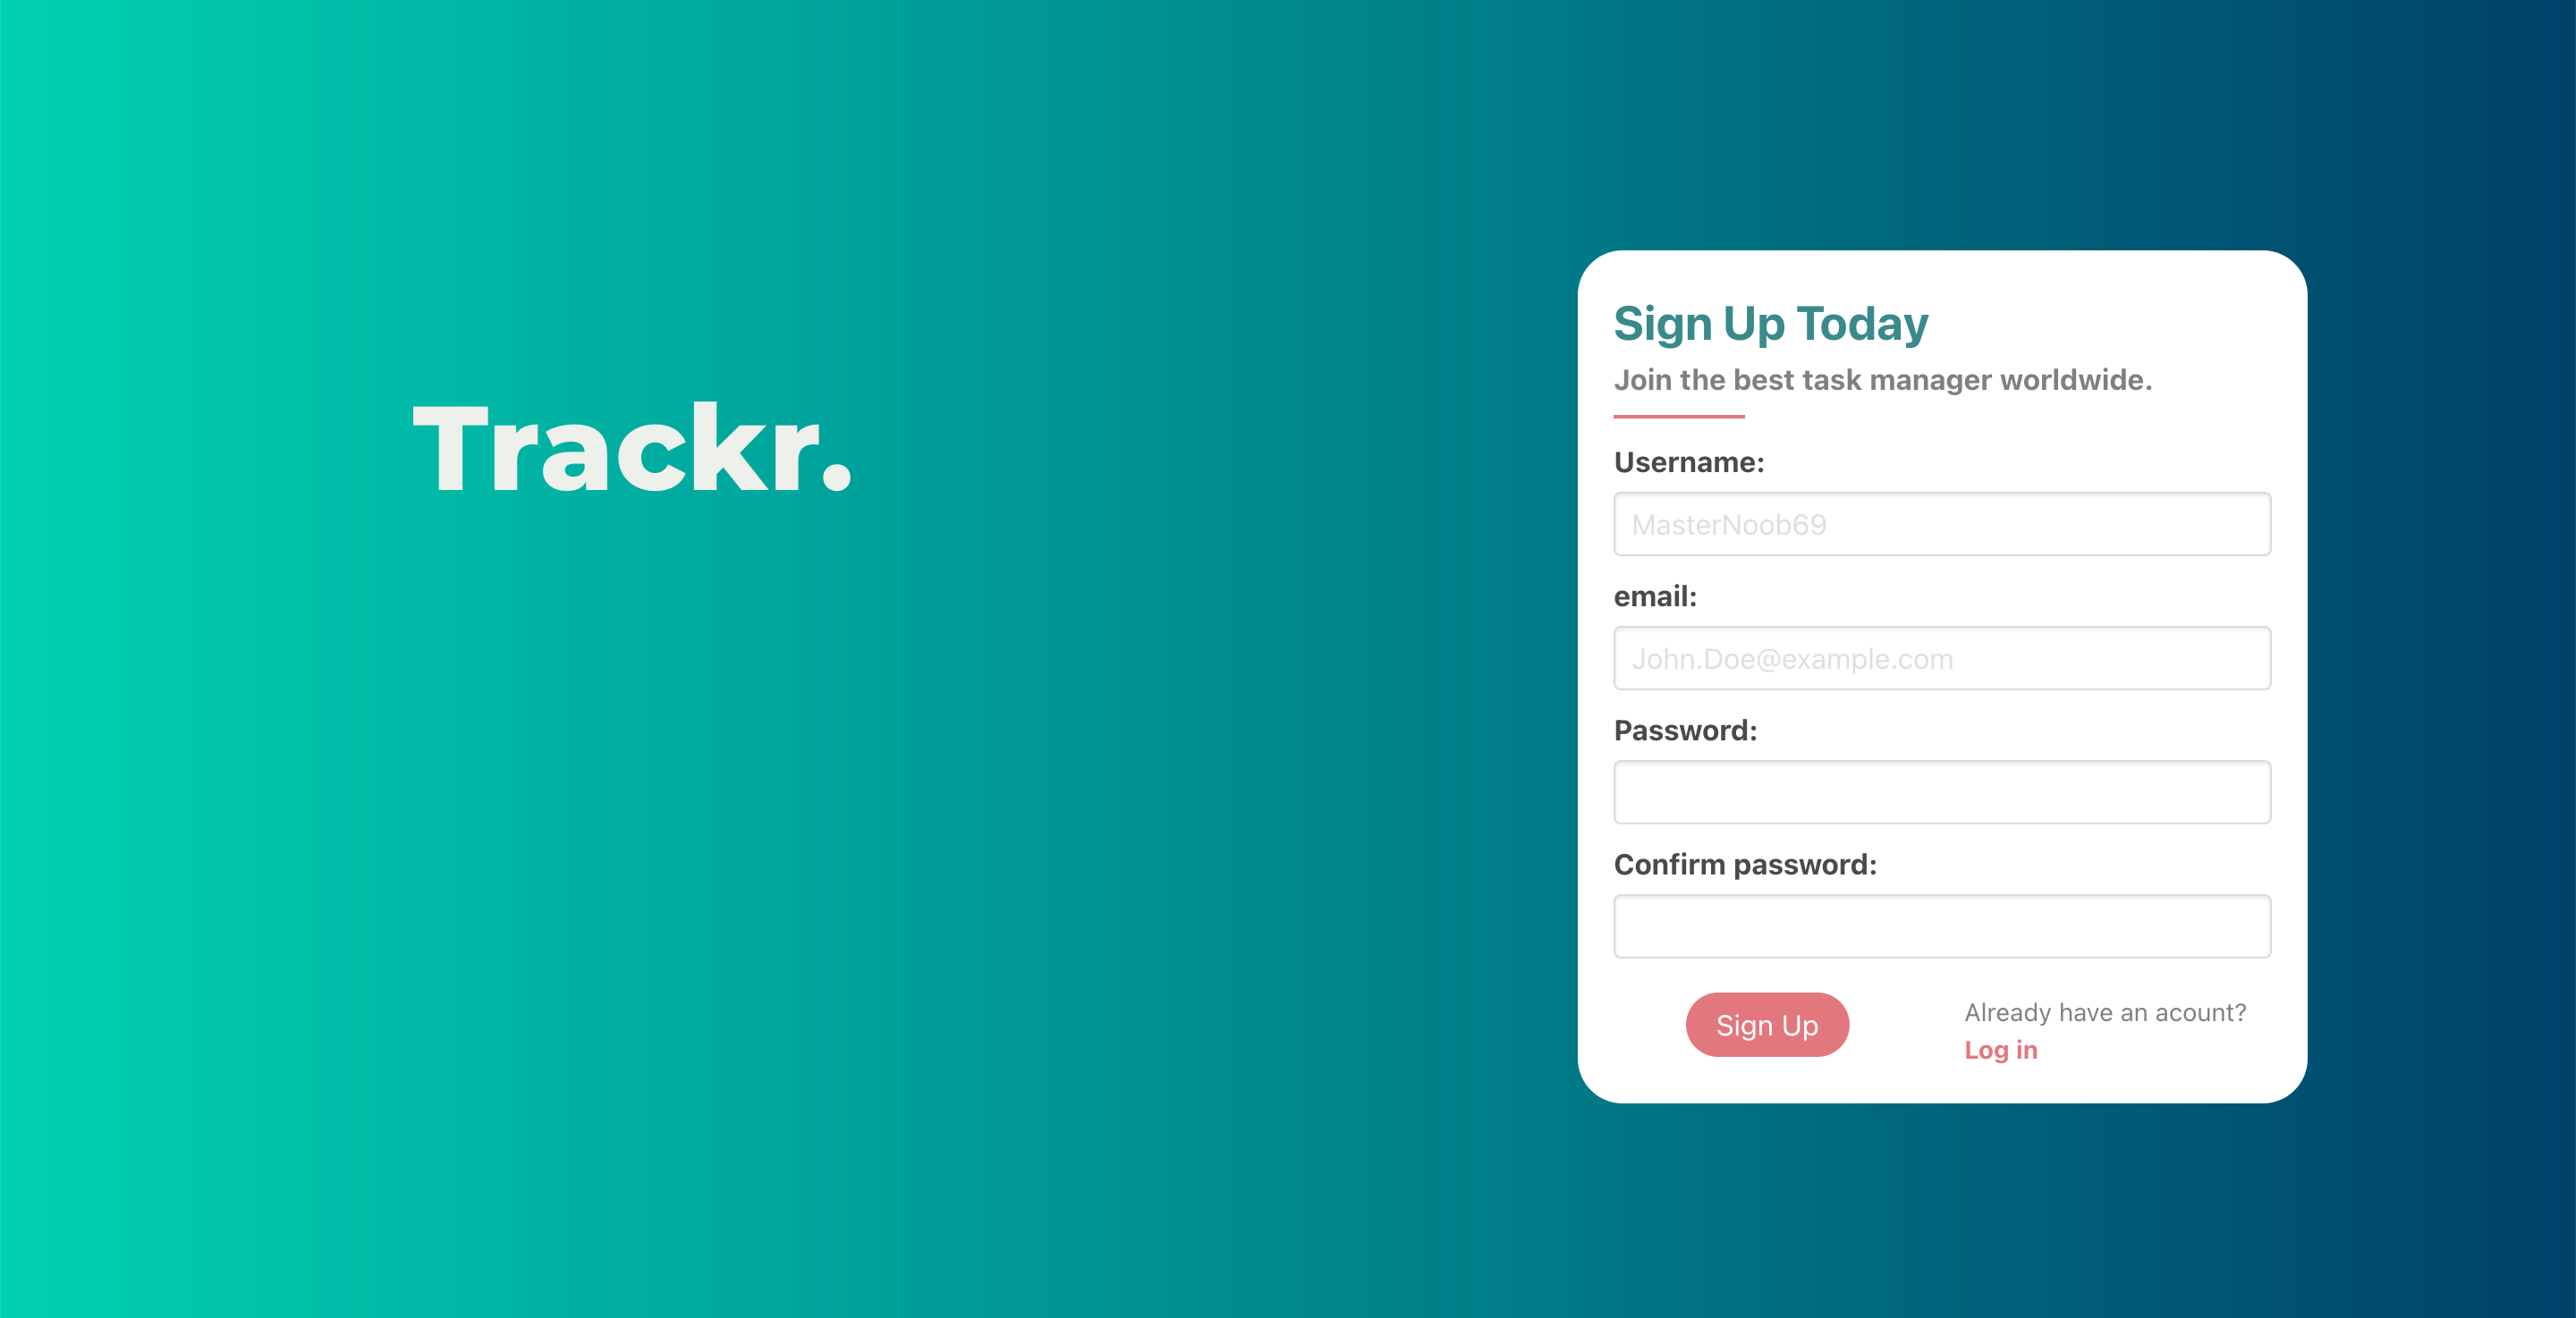 Trackr.
Sign Up Today
Join the best task manager worldwide.
Username:
MasterNoob69
email:
John.Doe@example.com
Password:
Confirm password:
Sign Up
Already have an acount?
Log in